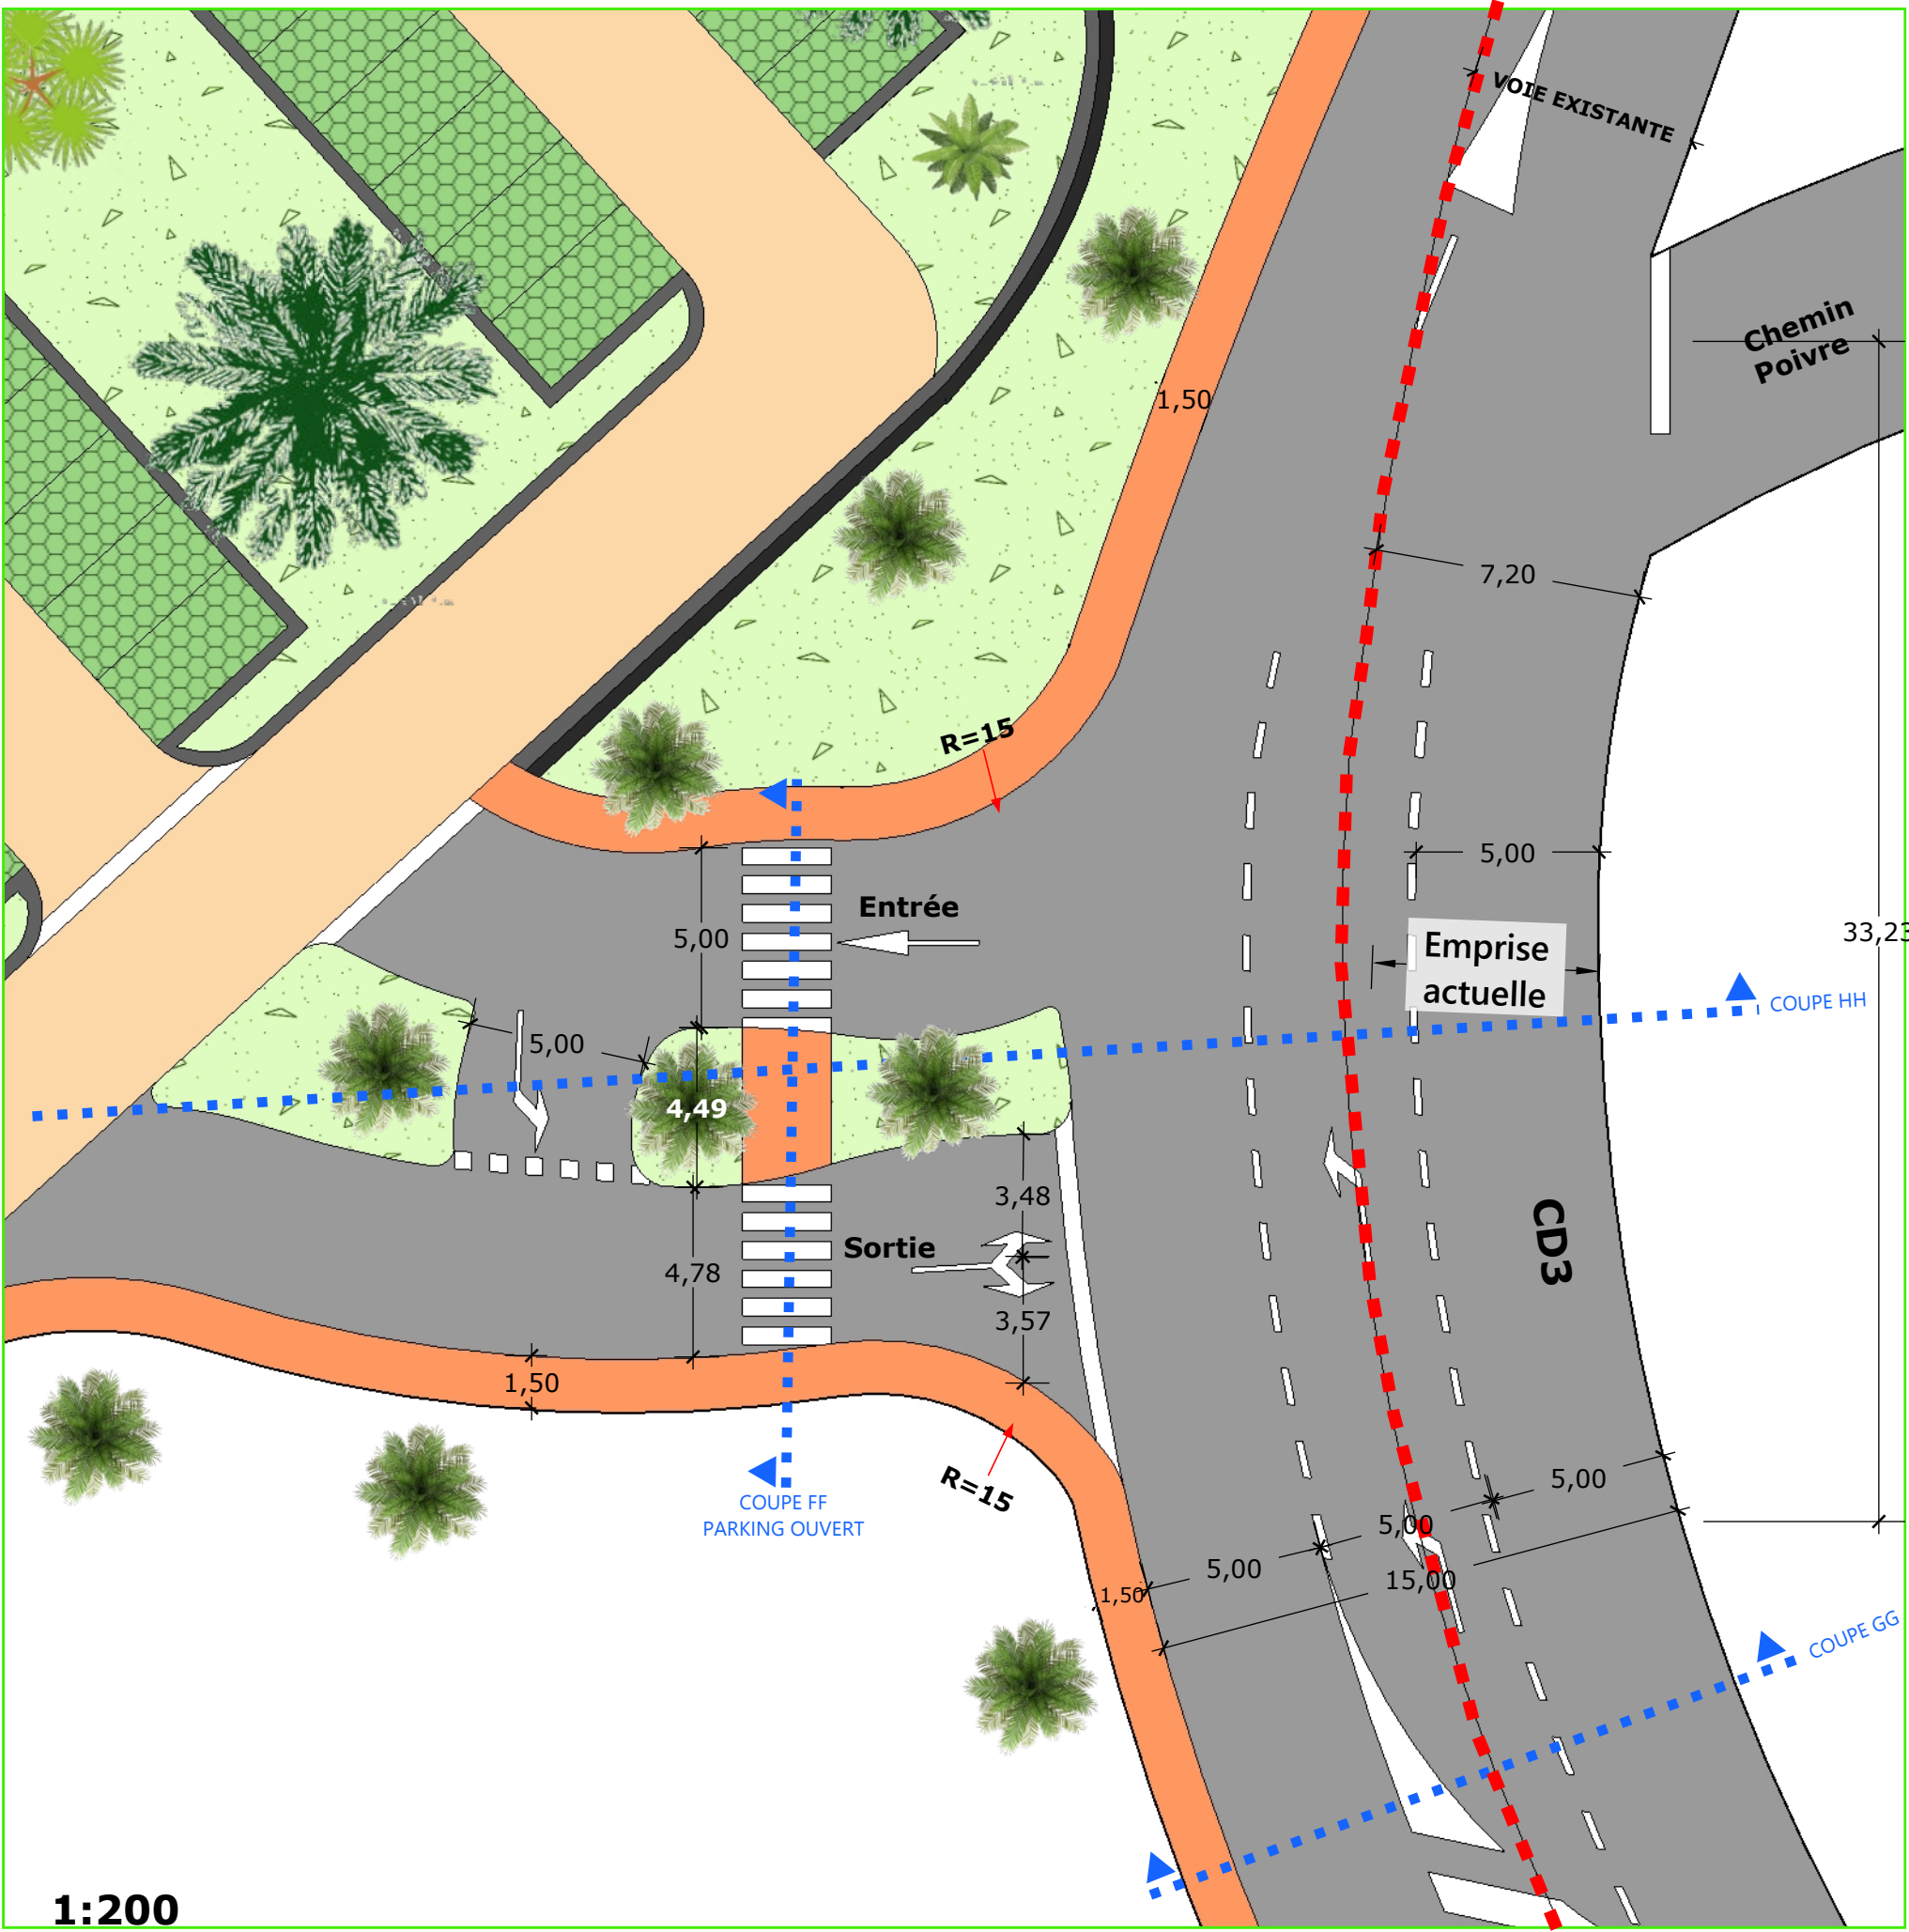 VOIE EXISTANTE
Chemin
Poivre
1,50
7,20
R=15
5,00
Entrée
5,00
33,23
Emprise
actuelle
COUPE HH
5,00
4,49
3,48
CD3
Sortie
4,78
3,57
1,50
5,00
R=15
COUPE FF
PARKING OUVERT
5,00
5,00
15,00
1,50
COUPE GG
1:200